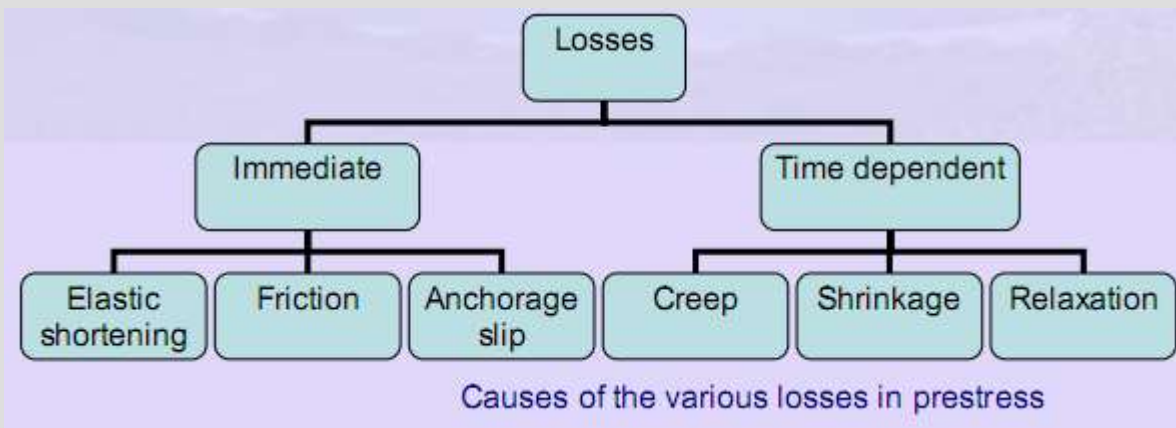 Losses
Immediate
Time dependent
Elastic
shortening
Friction
Anchorage
slip
Creep
Shrinkage
Relaxation
Causes of the various losses in prestress